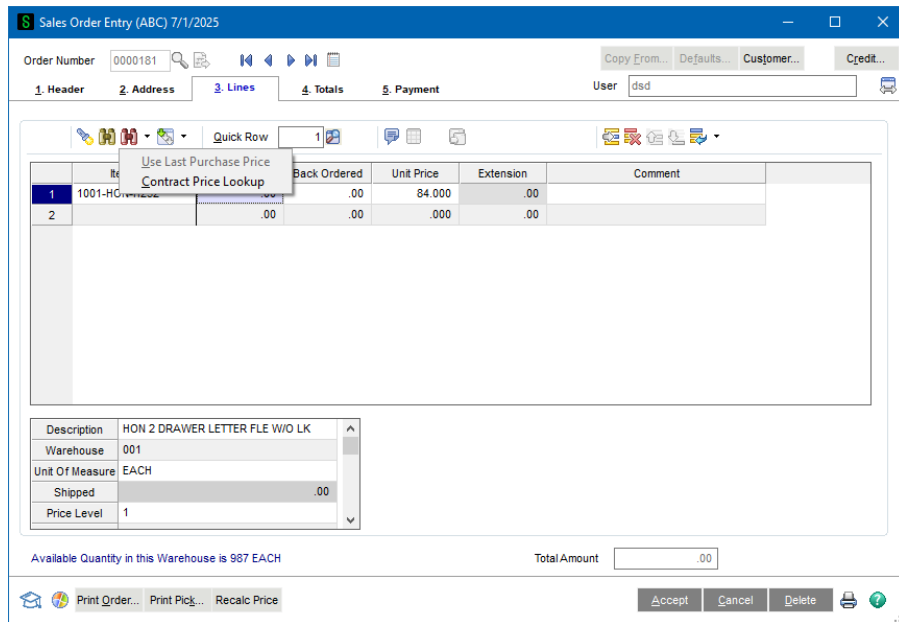 S Sales Order Entry (ABC) 7/1/2025
Order Number 0000181 Copy From... Defaults... Customer... Credit...
1. Header 2. Address 3. Lines 4. Totals 5. Payment User dsd
Quick Row 1
Use Last Purchase Price
Contract Price Lookup
Back Ordered Unit Price Extension Comment
1 .00 84.000 .00
2 .00 .00 .000 .00
Description HON 2 DRAWER LETTER FLE W/O LK
Warehouse 001
Unit Of Measure EACH
Shipped .00
Price Level 1
Available Quantity in this Warehouse is 987 EACH Total Amount .00
Print Order... Print Pick... Recalc Price Accept Cancel Delete